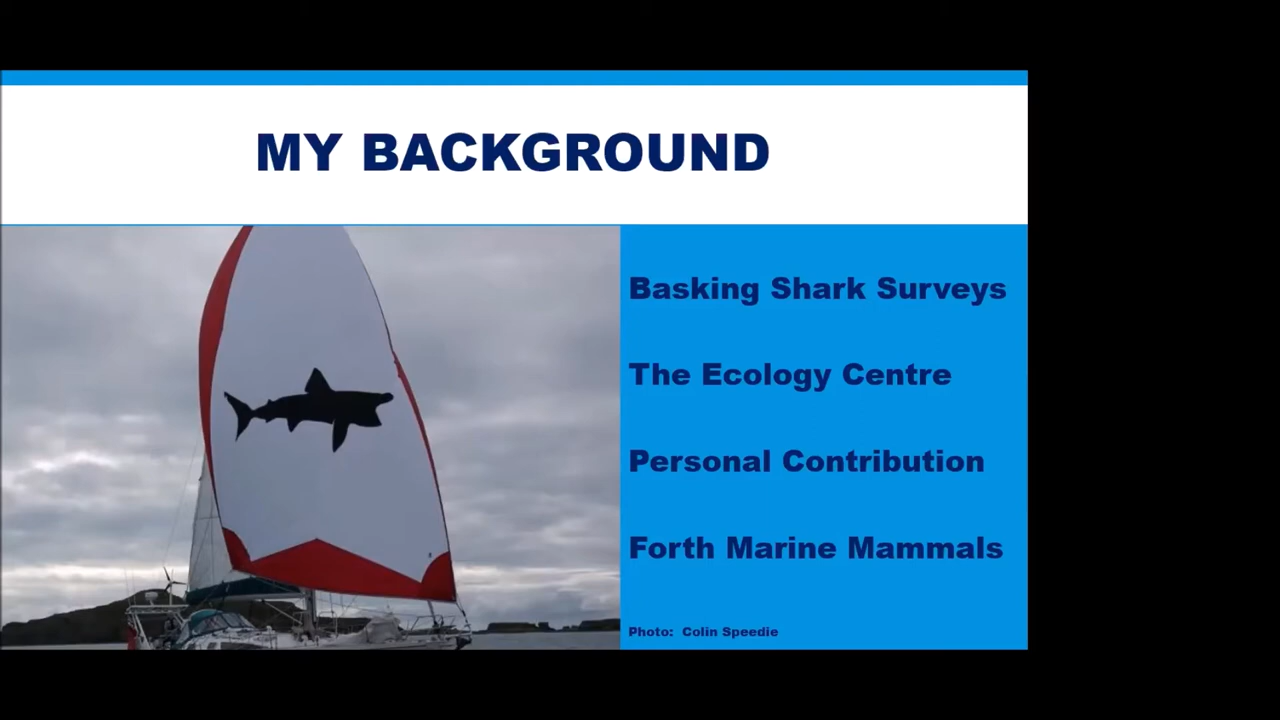 MY BACKGROUND
Basking Shark Surveys
The Ecology Centre
Personal Contribution
Forth Marine Mammals
Photo: Colin Speedie